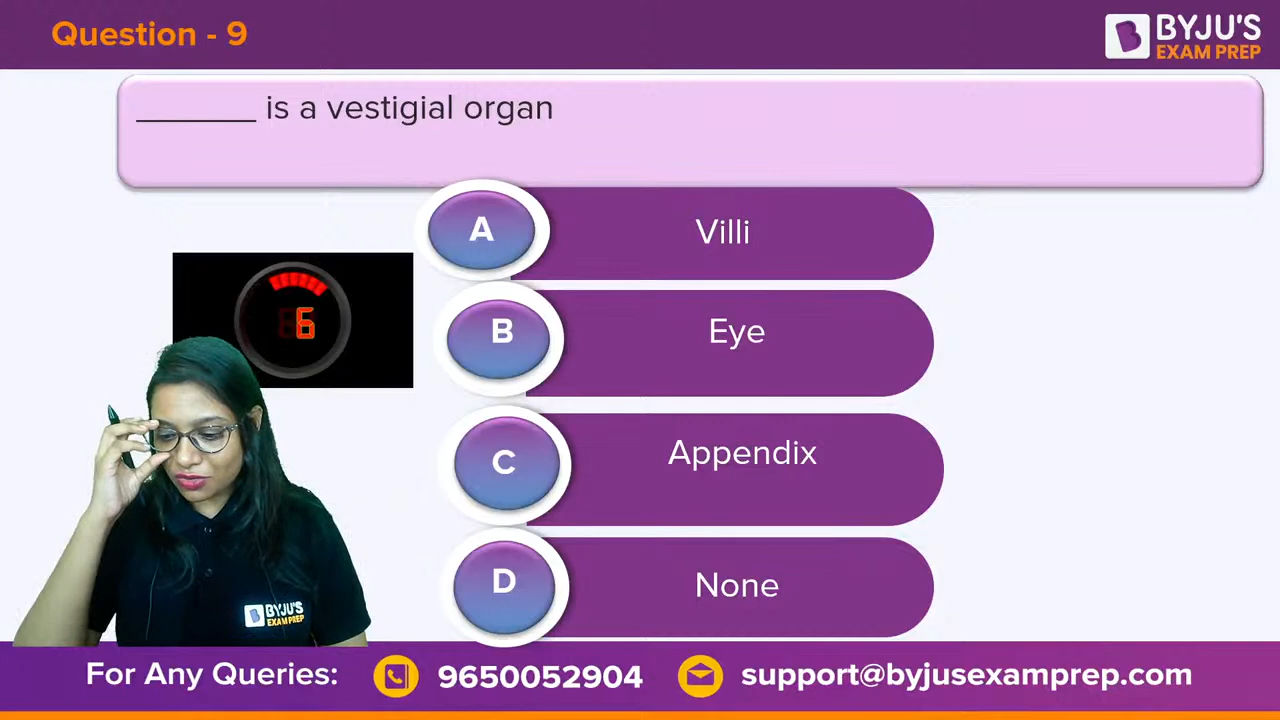 Question - 9
BYJU'S
EXAM PREP
_______ is a vestigial organ
A
Villi
6
B
Eye
C
Appendix
D
None
BYJU'S
EXAM PREP
For Any Queries:
9650052904
support@byjusexamprep.com